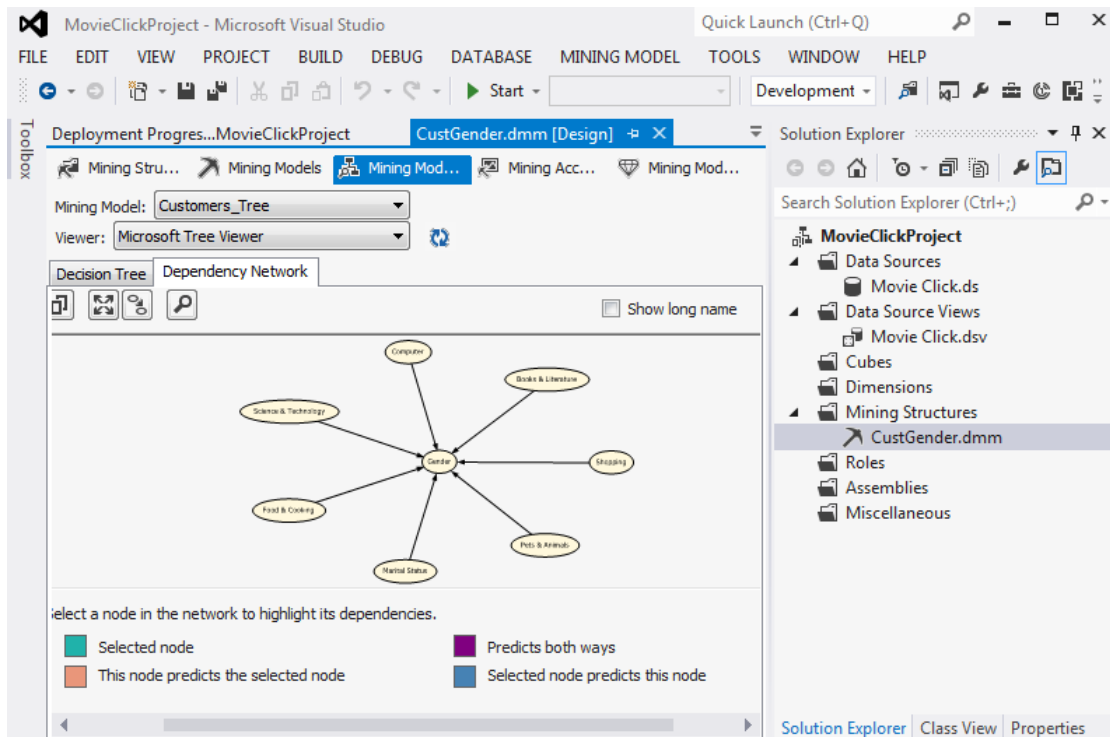 MovieClickProject - Microsoft Visual Studio
Quick Launch (Ctrl+Q)
FILE EDIT VIEW PROJECT BUILD DEBUG DATABASE MINING MODEL TOOLS WINDOW HELP
Start
Development
Toolbox
Deployment Progres...MovieClickProject
CustGender.dmm [Design]
Mining Stru...
Mining Models
Mining Mod...
Mining Acc...
Mining Mod...
Mining Model: Customers_Tree
Viewer: Microsoft Tree Viewer
Decision Tree
Dependency Network
Show long name
Computer
Books & Literature
Science & Technology
Gender
Shopping
Food & Cooking
Pets & Animals
Marital Status
Select a node in the network to highlight its dependencies.
Selected node
Predicts both ways
This node predicts the selected node
Selected node predicts this node
Solution Explorer
Search Solution Explorer (Ctrl+;)
MovieClickProject
Data Sources
Movie Click.ds
Data Source Views
Movie Click.dsv
Cubes
Dimensions
Mining Structures
CustGender.dmm
Roles
Assemblies
Miscellaneous
Solution Explorer
Class View
Properties